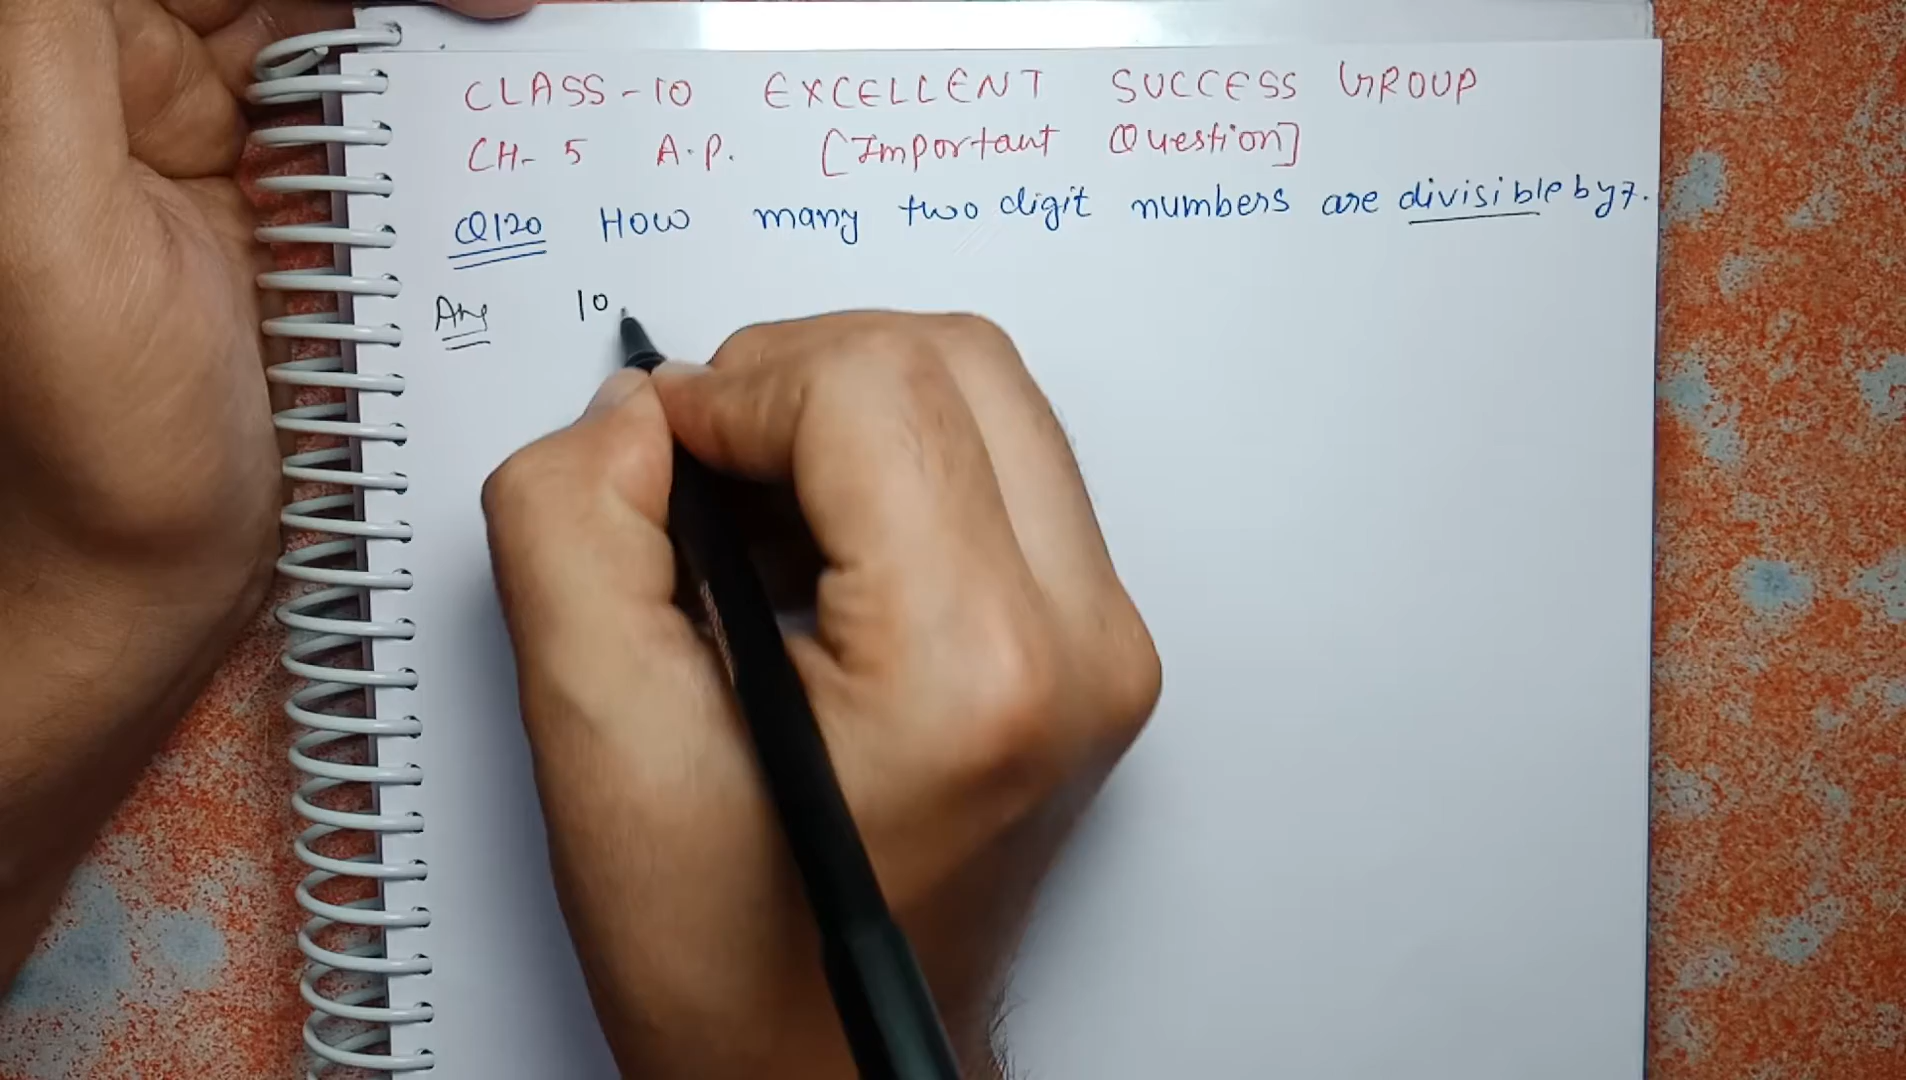 CLASS-10 EXCELLENT SUCCESS GROUP
CH- 5 A.P. [Important Question]
Q120 How many two digit numbers are divisible by 7.
Ans 10,